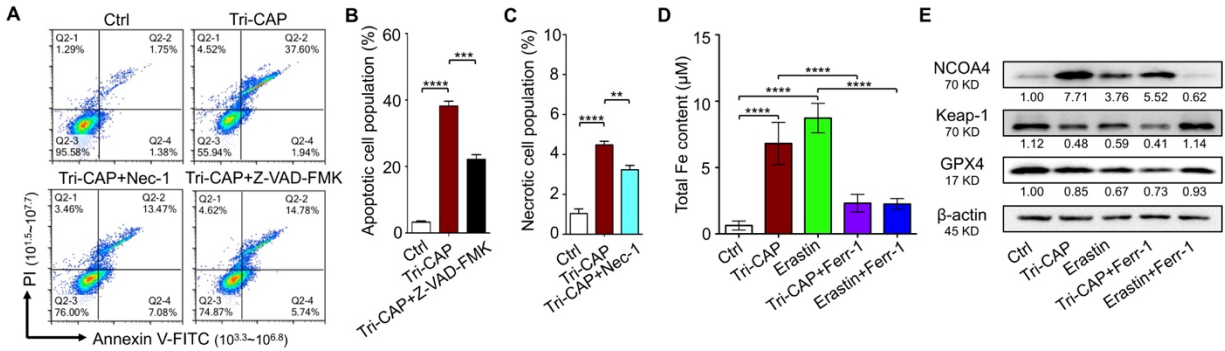 A
Ctrl
Tri-CAP
Q2-1
1.29%
Q2-2
1.75%
Q2-3
95.58%
Q2-4
1.38%
Q2-1
4.52%
Q2-2
37.60%
Q2-3
55.94%
Q2-4
1.94%
Tri-CAP+Nec-1
Tri-CAP+Z-VAD-FMK
Q2-1
3.46%
Q2-2
13.47%
Q2-3
76.00%
Q2-4
7.08%
Q2-1
4.62%
Q2-2
14.78%
Q2-3
74.87%
Q2-4
5.74%
PI (10^1.5~10^7.7)
Annexin V-FITC (10^3.3~10^6.8)
B
Apoptotic cell population (%)
80
60
40
20
0
****
***
Ctrl
Tri-CAP
Tri-CAP+Z-VAD-FMK
C
Necrotic cell population (%)
8
6
4
2
0
****
**
Ctrl
Tri-CAP
Tri-CAP+Nec-1
D
Total Fe content (μM)
15
10
5
0
****
****
****
****
Ctrl
Tri-CAP
Erastin
Tri-CAP+Ferr-1
Erastin+Ferr-1
E
NCOA4
70 KD
1.00 7.71 3.76 5.52 0.62
Keap-1
70 KD
1.12 0.48 0.59 0.41 1.14
GPX4
17 KD
1.00 0.85 0.67 0.73 0.93
β-actin
45 KD
Ctrl
Tri-CAP
Erastin
Tri-CAP+Ferr-1
Erastin+Ferr-1